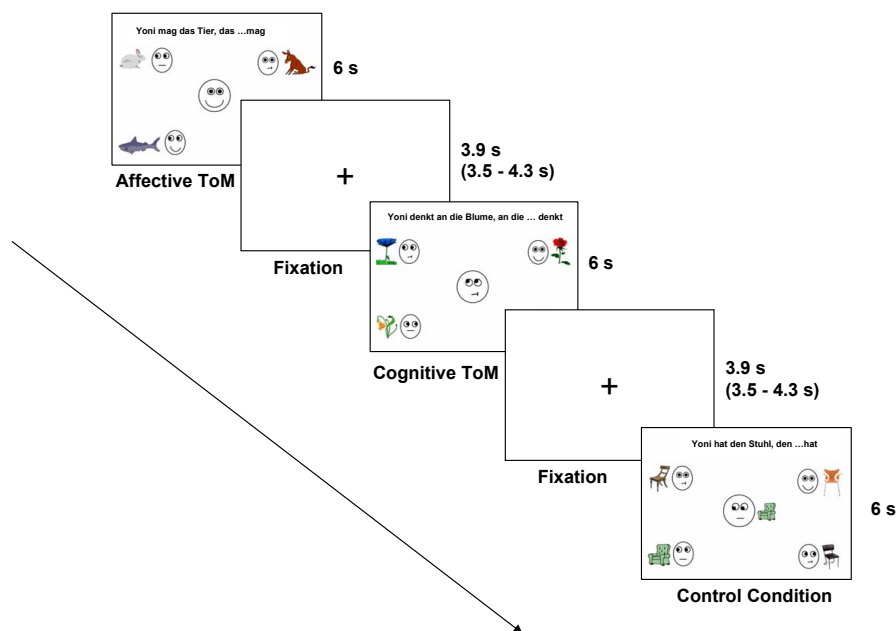 Yoni mag das Tier, das ...mag
6 s
Affective ToM
+
3.9 s
(3.5 - 4.3 s)
Fixation
Yoni denkt an die Blume, an die ... denkt
6 s
Cognitive ToM
+
3.9 s
(3.5 - 4.3 s)
Fixation
Yoni hat den Stuhl, den ...hat
6 s
Control Condition